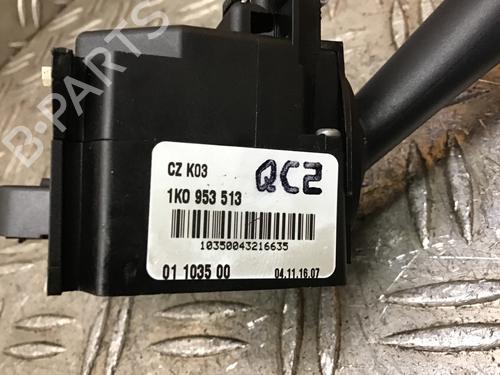 B-PARTS
CZ K03
QC2
1K0 953 513
10350043216635
01 1035 00
04.11.16.07